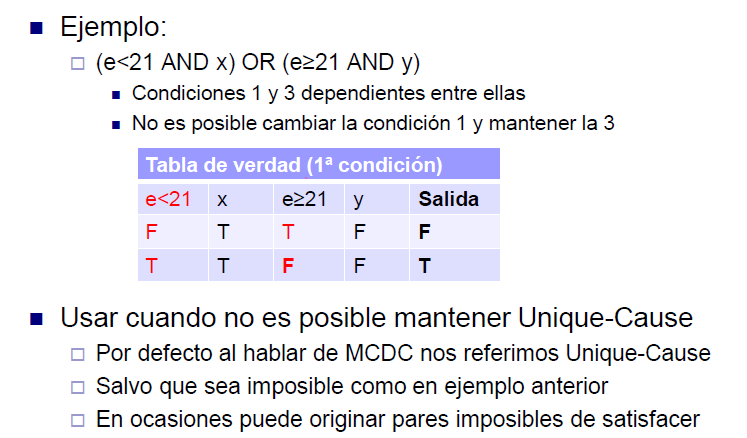 Ejemplo:
(e<21 AND x) OR (e≥21 AND y)
Condiciones 1 y 3 dependientes entre ellas
No es posible cambiar la condición 1 y mantener la 3
Tabla de verdad (1ª condición)
e<21 x e≥21 y Salida
F T T F F
T T F F T
Usar cuando no es posible mantener Unique-Cause
Por defecto al hablar de MCDC nos referimos Unique-Cause
Salvo que sea imposible como en ejemplo anterior
En ocasiones puede originar pares imposibles de satisfacer